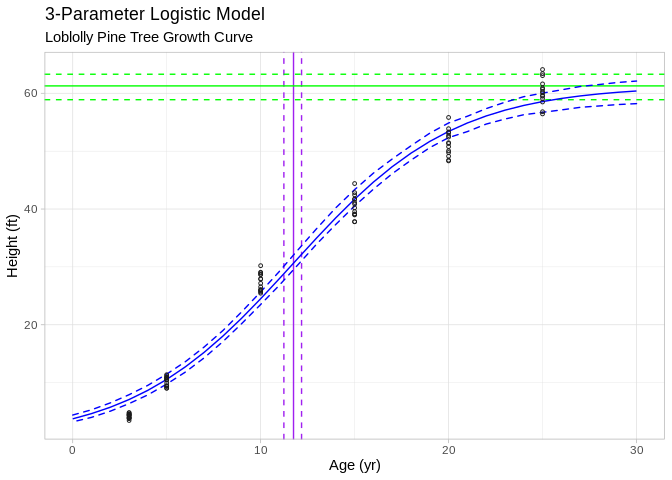 3-Parameter Logistic Model
Loblolly Pine Tree Growth Curve
60
40
20
Height (ft)
0 10 20 30
Age (yr)